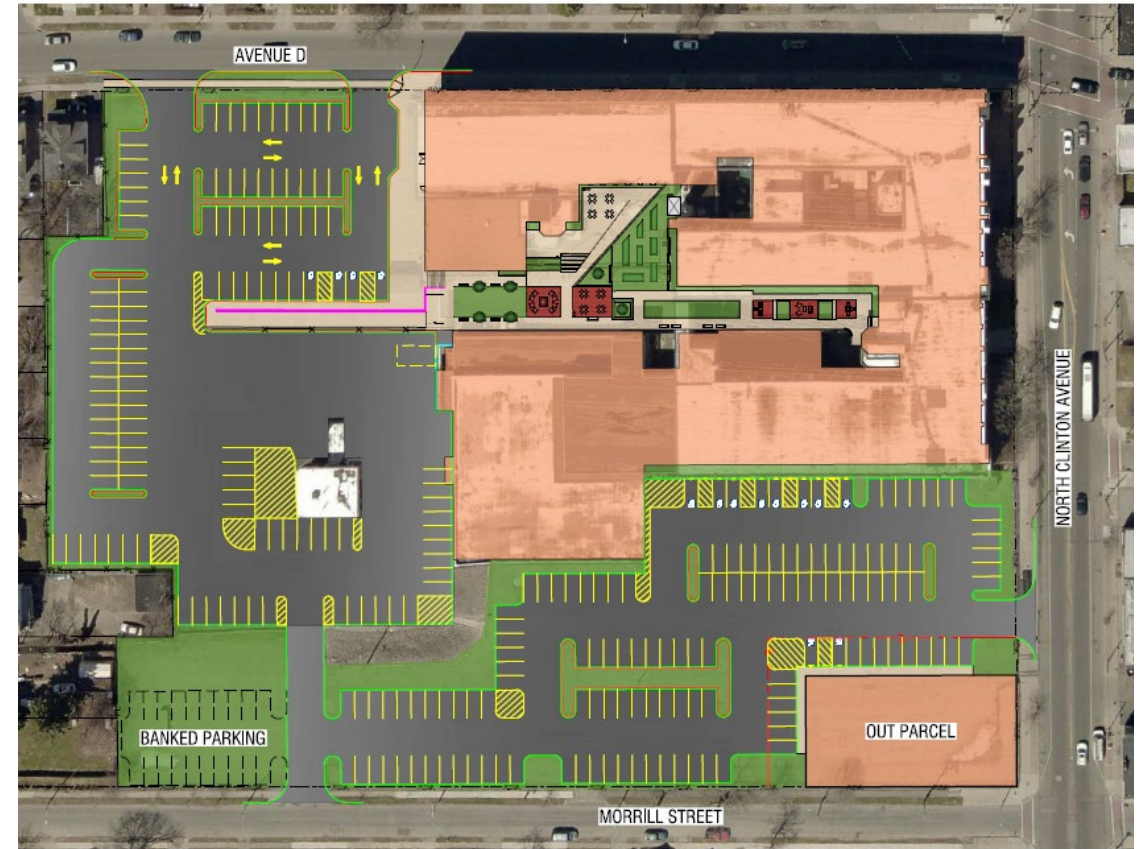 AVENUE D
NORTH CLINTON AVENUE
BANKED PARKING
OUT PARCEL
MORRILL STREET